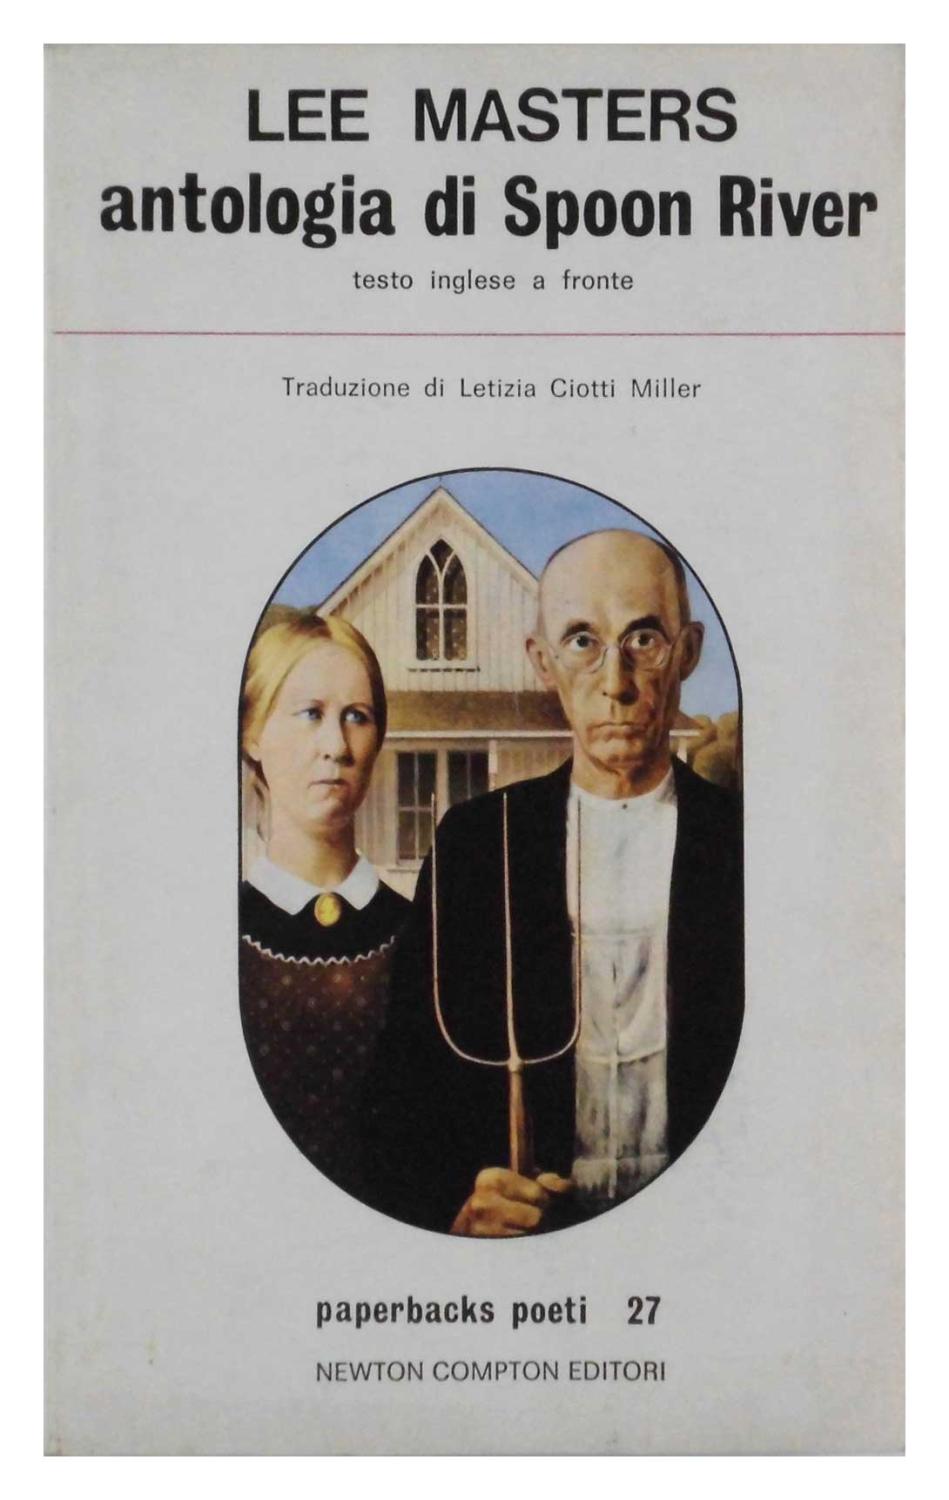 LEE MASTERS
antologia di Spoon River
testo inglese a fronte
Traduzione di Letizia Ciotti Miller
paperbacks poeti 27
NEWTON COMPTON EDITORI